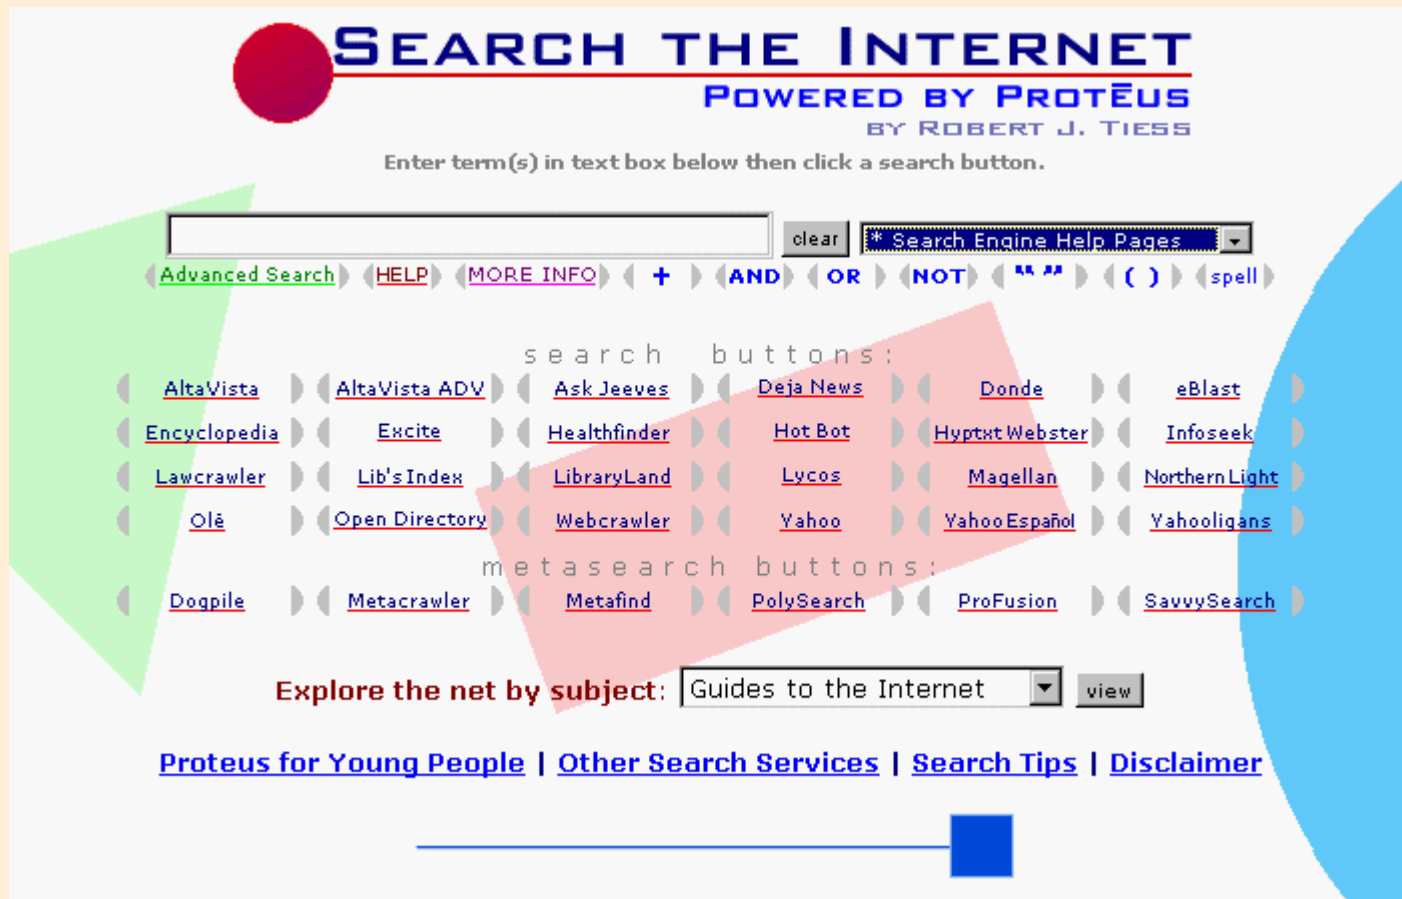 SEARCH THE INTERNET
POWERED BY PROTĒUS
BY ROBERT J. TIESS
Enter term(s) in text box below then click a search button.
clear * Search Engine Help Pages
Advanced Search HELP MORE INFO + AND OR NOT " " ( ) spell
search buttons:
AltaVista AltaVista ADV Ask Jeeves Deja News Donde eBlast
Encyclopedia Excite Healthfinder Hot Bot Hyptxt Webster Infoseek
Lawcrawler Lib's Index LibraryLand Lycos Magellan Northern Light
Olé Open Directory Webcrawler Yahoo Yahoo Español Yahooligans
metasearch buttons:
Dogpile Metacrawler Metafind PolySearch ProFusion SavvySearch
Explore the net by subject: Guides to the Internet view
Proteus for Young People | Other Search Services | Search Tips | Disclaimer